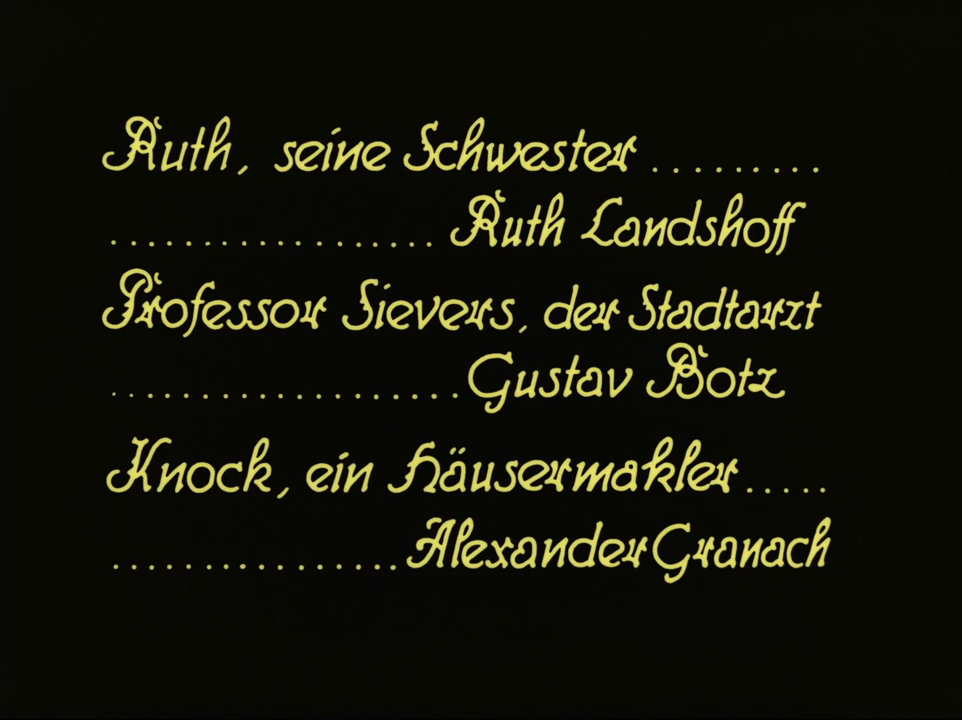 Ruth, seine Schwester .........
.................. Ruth Landshoff
Professor Sievers, der Stadtarzt
................... Gustav Botz
Knock, ein Häusermakler .....
................ Alexander Granach